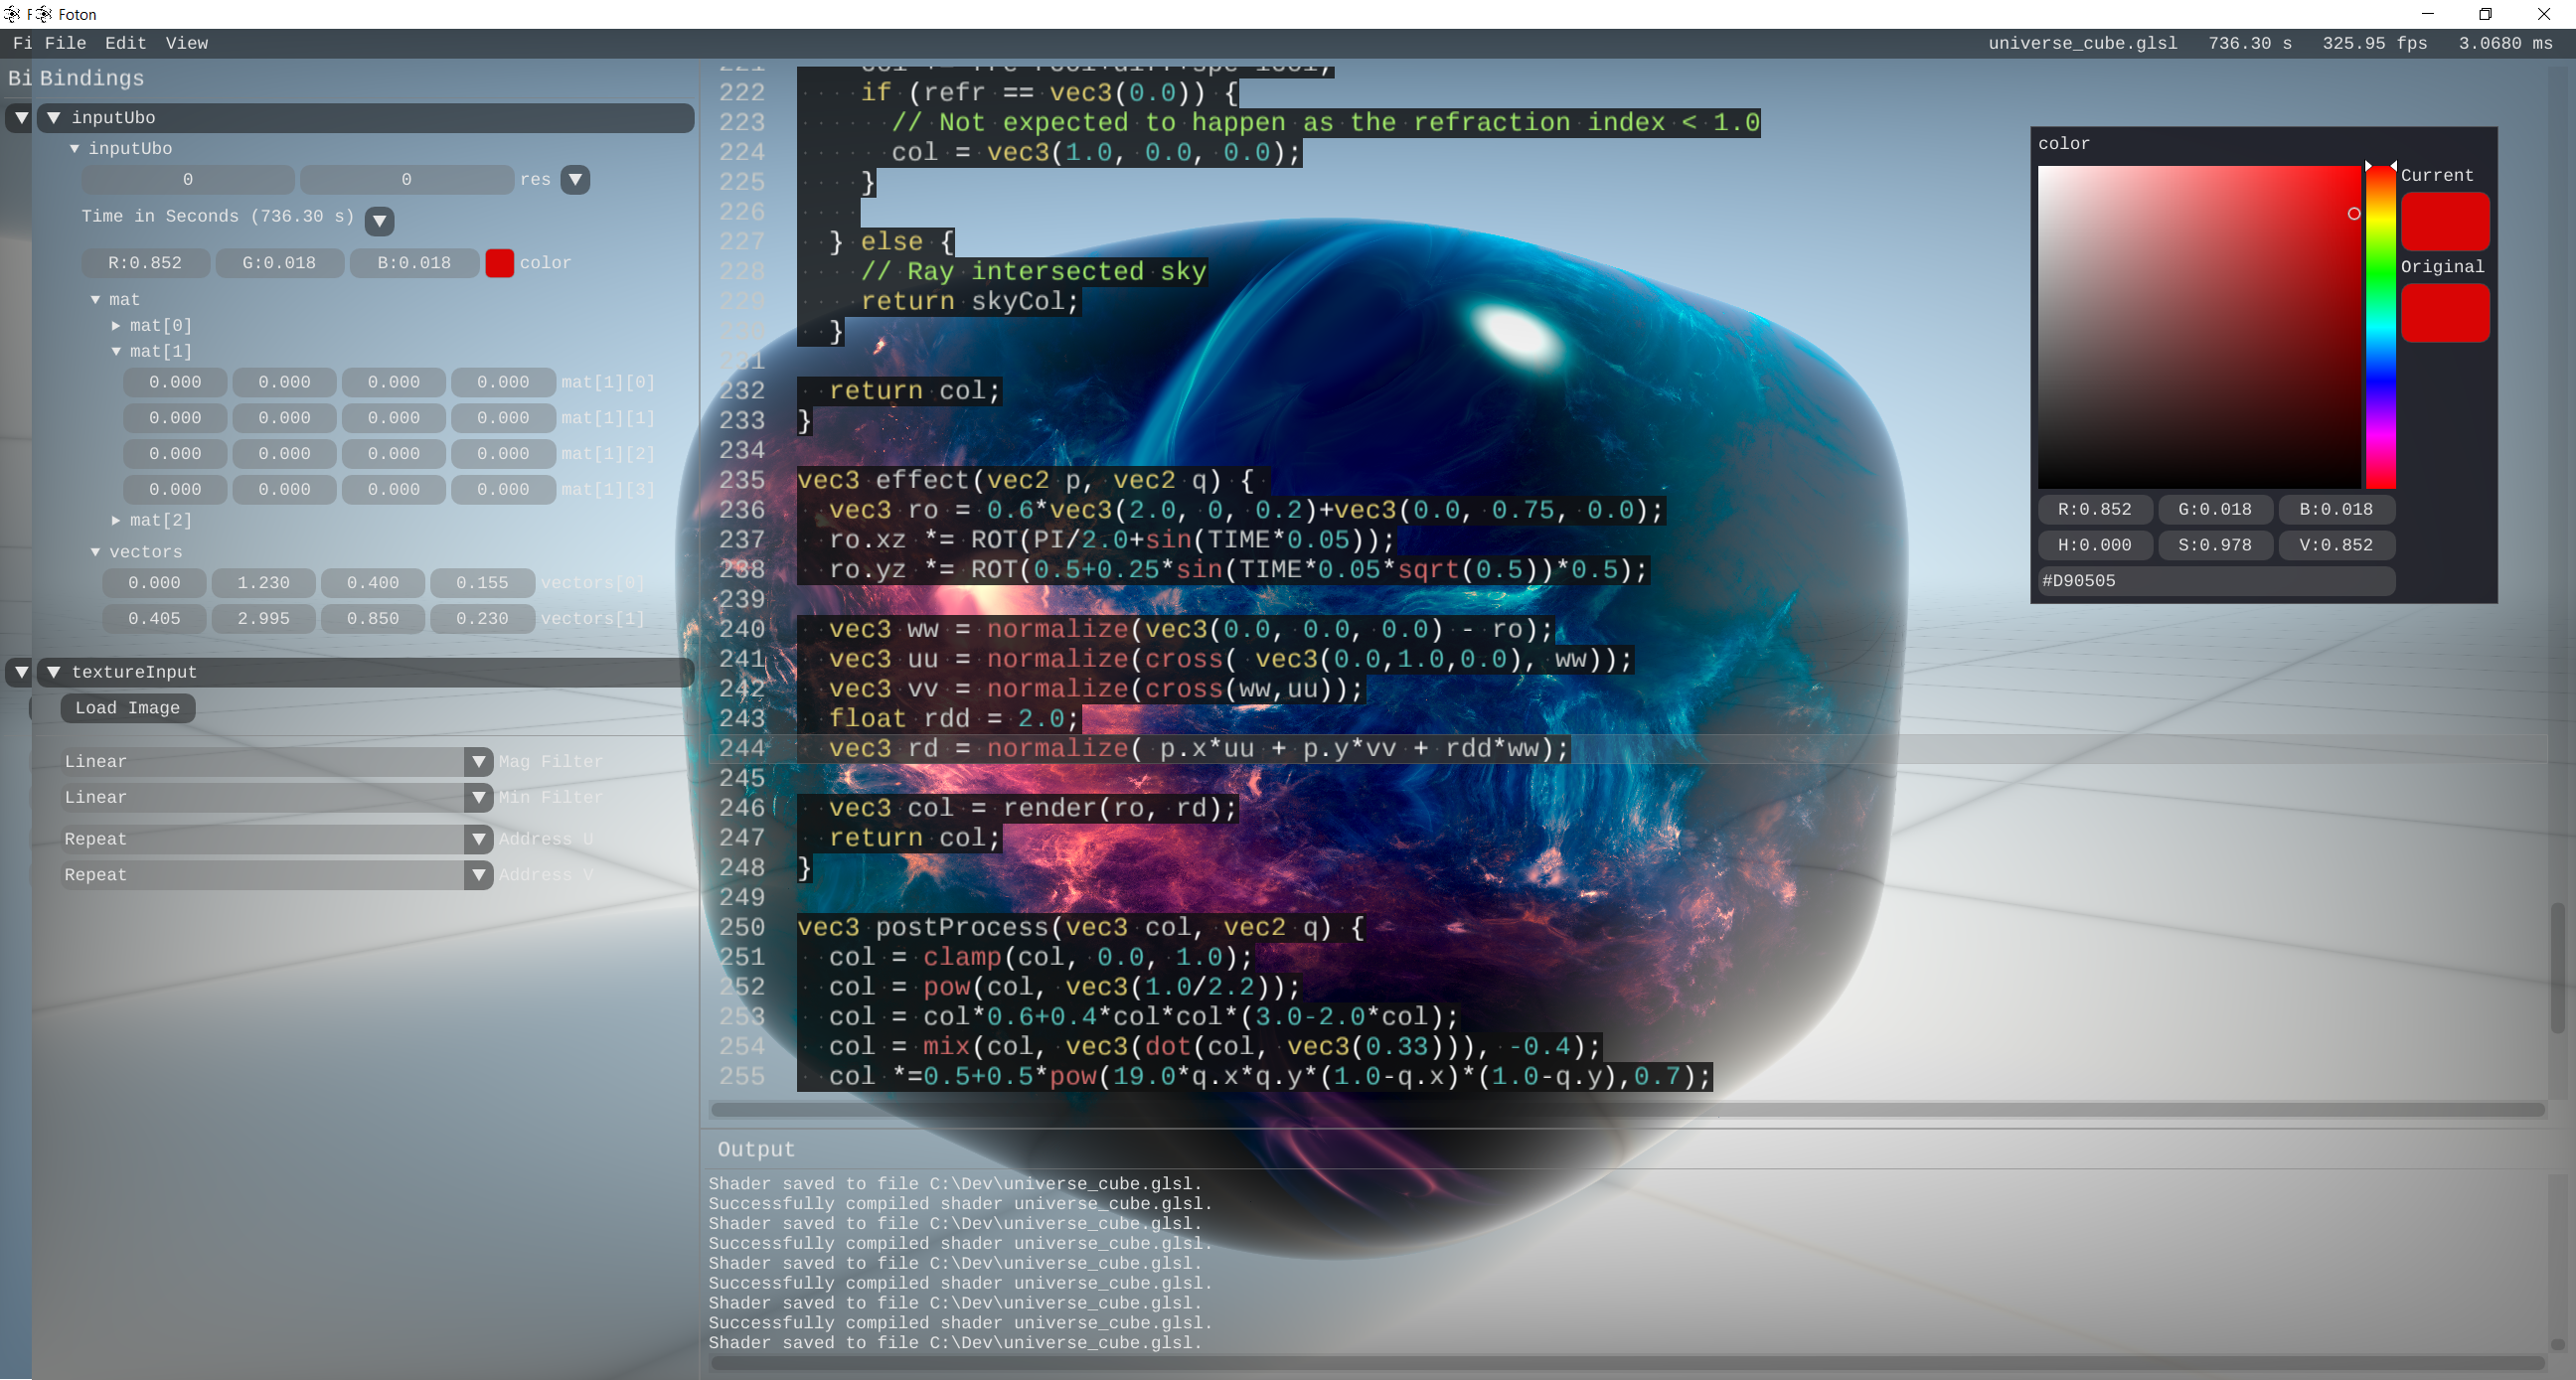 F Foton
Fi File Edit View universe_cube.glsl 736.30 s 325.95 fps 3.0680 ms
Bi Bindings
inputUbo
inputUbo
0 0 res
Time in Seconds (736.30 s)
R:0.852 G:0.018 B:0.018 color
mat
mat[0]
mat[1]
0.000 0.000 0.000 0.000 mat[1][0]
0.000 0.000 0.000 0.000 mat[1][1]
0.000 0.000 0.000 0.000 mat[1][2]
0.000 0.000 0.000 0.000 mat[1][3]
mat[2]
vectors
0.000 1.230 0.400 0.155 vectors[0]
0.405 2.995 0.850 0.230 vectors[1]
textureInput
Load Image
Linear Mag Filter
Linear Min Filter
Repeat Address U
Repeat Address V
221
222 if (refr == vec3(0.0)) {
223 // Not expected to happen as the refraction index < 1.0
224 col = vec3(1.0, 0.0, 0.0);
225 }
226
227 } else {
228 // Ray intersected sky
229 return skyCol;
230 }
231
232 return col;
233 }
234
235 vec3 effect(vec2 p, vec2 q) {
236 vec3 ro = 0.6*vec3(2.0, 0, 0.2)+vec3(0.0, 0.75, 0.0);
237 ro.xz *= ROT(PI/2.0+sin(TIME*0.05));
238 ro.yz *= ROT(0.5+0.25*sin(TIME*0.05*sqrt(0.5))*0.5);
239
240 vec3 ww = normalize(vec3(0.0, 0.0, 0.0) - ro);
241 vec3 uu = normalize(cross( vec3(0.0,1.0,0.0), ww));
242 vec3 vv = normalize(cross(ww,uu));
243 float rdd = 2.0;
244 vec3 rd = normalize( p.x*uu + p.y*vv + rdd*ww);
245
246 vec3 col = render(ro, rd);
247 return col;
248 }
249
250 vec3 postProcess(vec3 col, vec2 q) {
251 col = clamp(col, 0.0, 1.0);
252 col = pow(col, vec3(1.0/2.2));
253 col = col*0.6+0.4*col*col*(3.0-2.0*col);
254 col = mix(col, vec3(dot(col, vec3(0.33))), -0.4);
255 col *=0.5+0.5*pow(19.0*q.x*q.y*(1.0-q.x)*(1.0-q.y),0.7);
color
Current
Original
R:0.852 G:0.018 B:0.018
H:0.000 S:0.978 V:0.852
#D90505
Output
Shader saved to file C:\Dev\universe_cube.glsl.
Successfully compiled shader universe_cube.glsl.
Shader saved to file C:\Dev\universe_cube.glsl.
Successfully compiled shader universe_cube.glsl.
Shader saved to file C:\Dev\universe_cube.glsl.
Successfully compiled shader universe_cube.glsl.
Shader saved to file C:\Dev\universe_cube.glsl.
Successfully compiled shader universe_cube.glsl.
Shader saved to file C:\Dev\universe_cube.glsl.